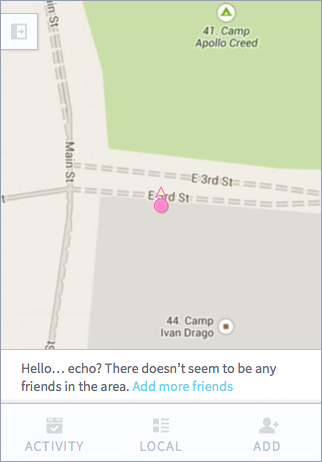 ain St
41. Camp
Apollo Creed
Main St
E 3rd St
E 3rd St
44. Camp
Ivan Drago
Hello... echo? There doesn't seem to be any
friends in the area. Add more friends
ACTIVITY
LOCAL
ADD